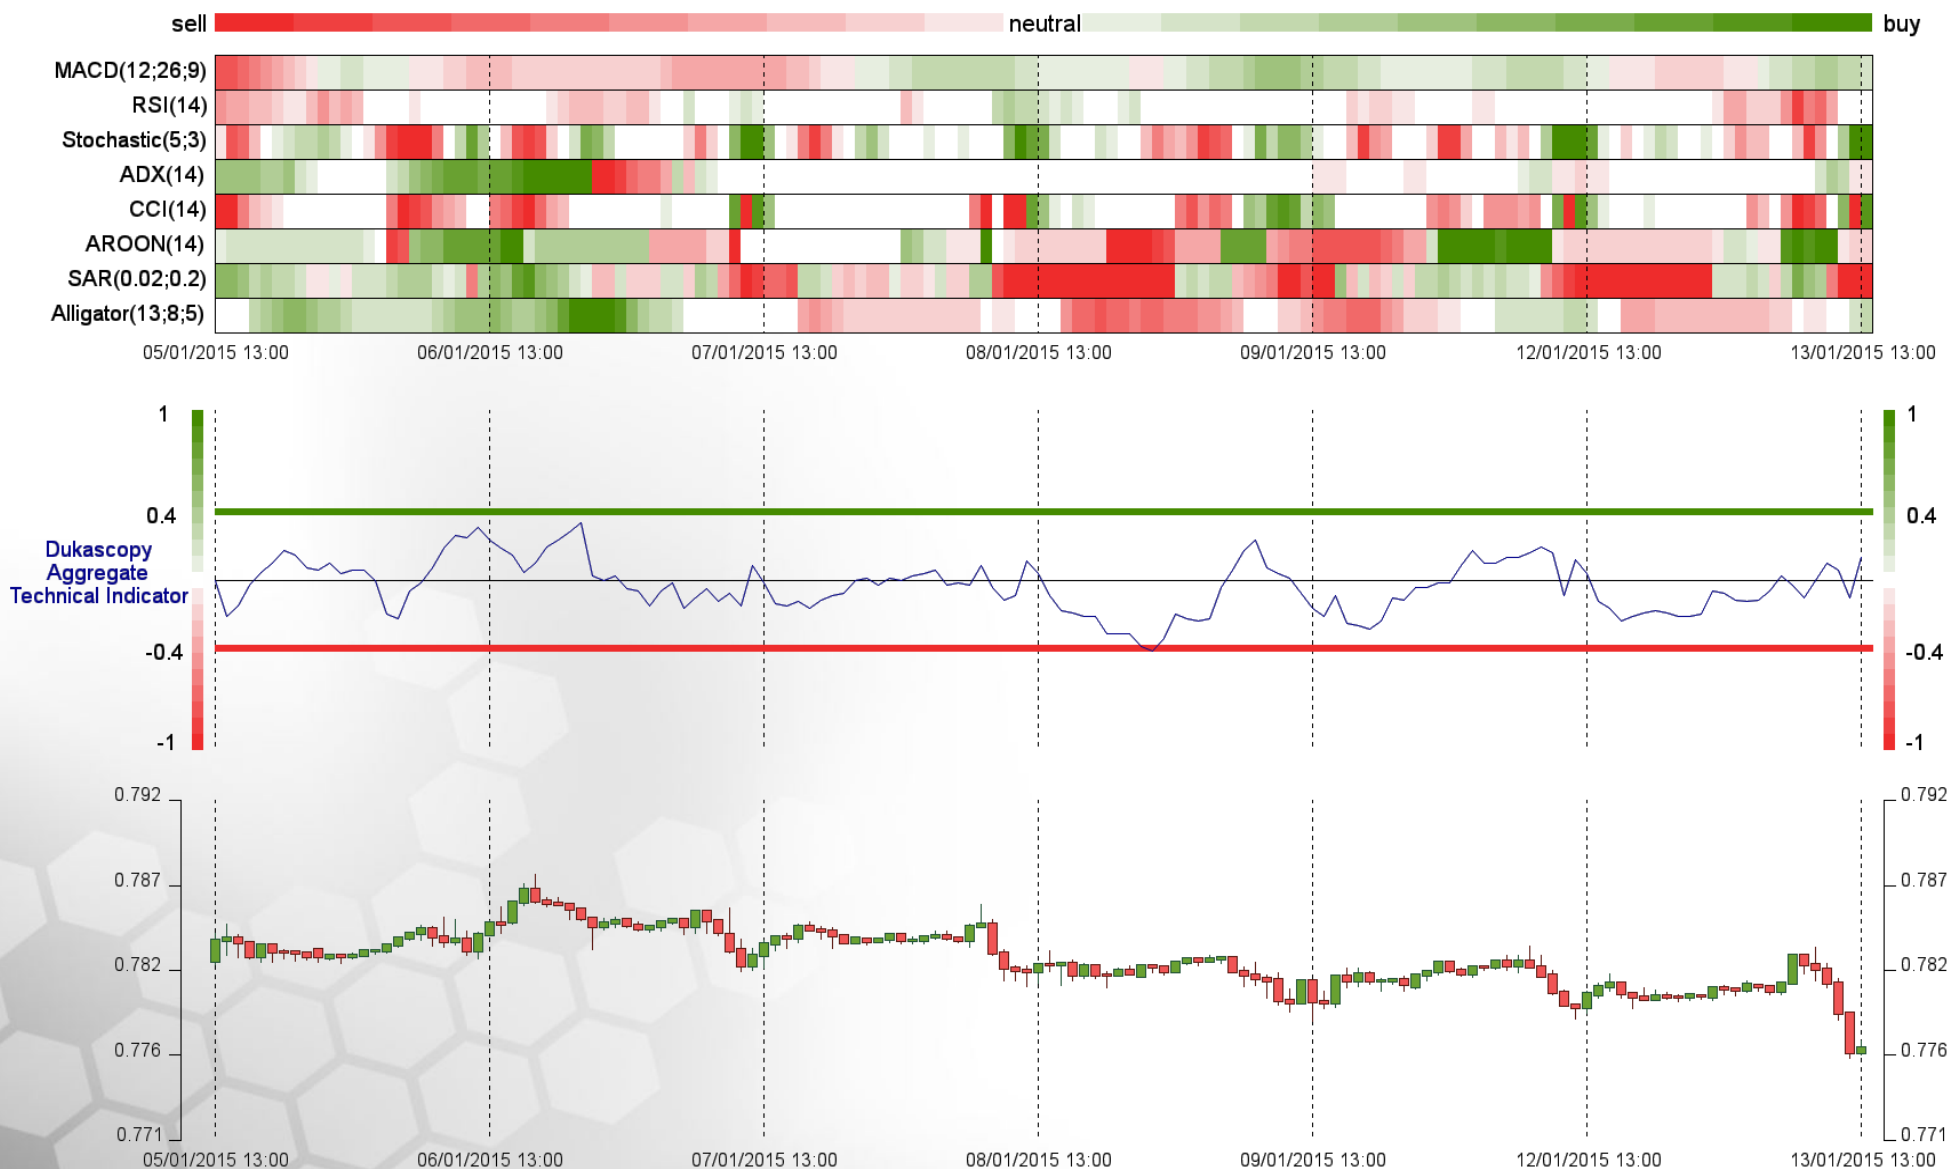 sell neutral buy
MACD(12;26;9)
RSI(14)
Stochastic(5;3)
ADX(14)
CCI(14)
AROON(14)
SAR(0.02;0.2)
Alligator(13;8;5)
05/01/2015 13:00 06/01/2015 13:00 07/01/2015 13:00 08/01/2015 13:00 09/01/2015 13:00 12/01/2015 13:00 13/01/2015 13:00
1 1
0.4 0.4
Dukascopy
Aggregate
Technical Indicator
-0.4 -0.4
-1 -1
0.792 0.792
0.787 0.787
0.782 0.782
0.776 0.776
0.771 0.771
05/01/2015 13:00 06/01/2015 13:00 07/01/2015 13:00 08/01/2015 13:00 09/01/2015 13:00 12/01/2015 13:00 13/01/2015 13:00